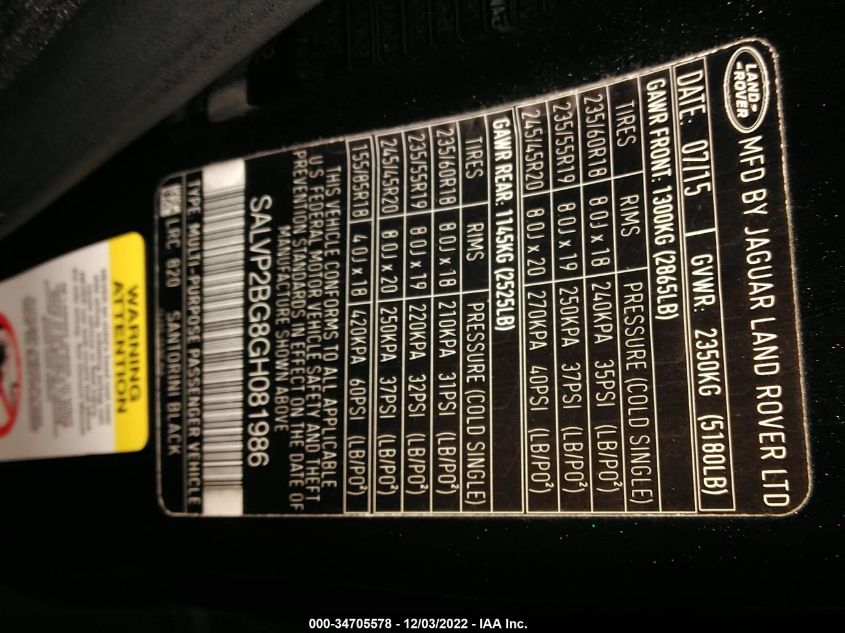 LAND-
ROVER
MFD BY JAGUAR LAND ROVER LTD
DATE: 07/15 GVWR: 2350KG (5180LB)
GAWR FRONT: 1300KG (2865LB)
TIRES RIMS PRESSURE (COLD SINGLE)
235/60R18 8.0J x 18 240KPA 35PSI (LB/PO²)
235/55R19 8.0J x 19 250KPA 37PSI (LB/PO²)
245/45R20 8.0J x 20 270KPA 40PSI (LB/PO²)
GAWR REAR: 1145KG (2525LB)
TIRES RIMS PRESSURE (COLD SINGLE)
235/60R18 8.0J x 18 210KPA 31PSI (LB/PO²)
235/55R19 8.0J x 19 220KPA 32PSI (LB/PO²)
245/45R20 8.0J x 20 250KPA 37PSI (LB/PO²)
155/85R18 4.0J x 18 420KPA 60PSI (LB/PO²)
THIS VEHICLE CONFORMS TO ALL APPLICABLE
U.S. FEDERAL MOTOR VEHICLE SAFETY AND THEFT
PREVENTION STANDARDS IN EFFECT ON THE DATE OF
MANUFACTURE SHOWN ABOVE
SALVP2BG8GH081986
TYPE: MULTI-PURPOSE PASSENGER VEHICLE
LRC 820 SANTORINI BLACK
WARNING
ATTENTION
000-34705578 - 12/03/2022 - IAA Inc.